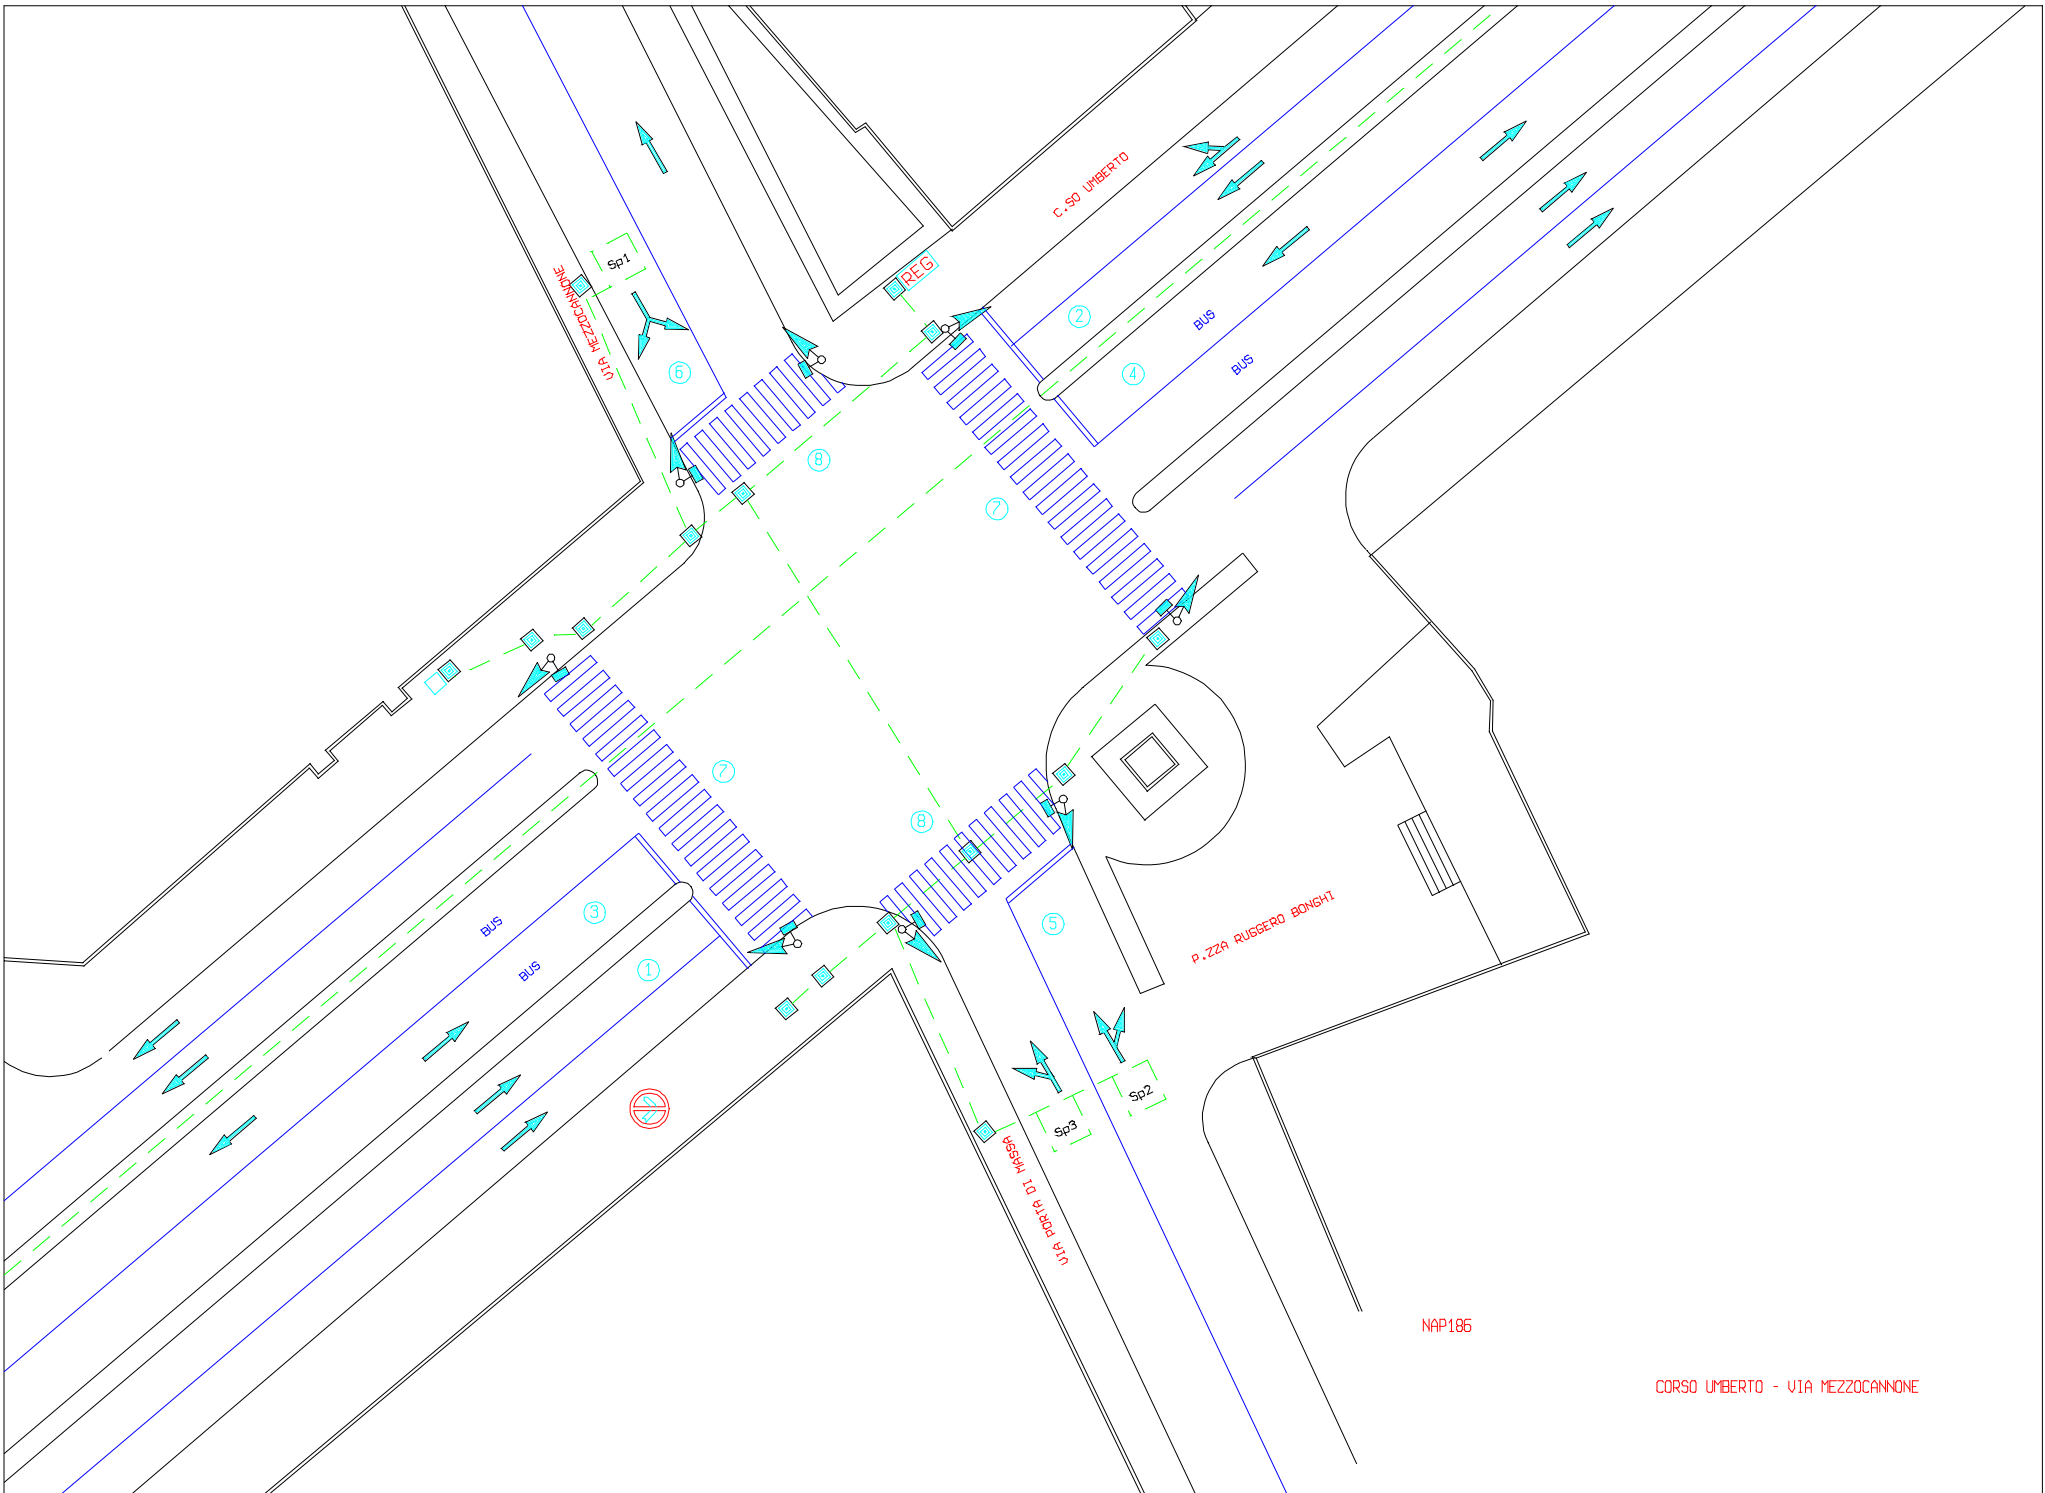 C.SO UMBERTO
Sp1
REG
VIA MEZZOCANNONE
2
BUS
6
4
BUS
8
7
7
8
3
BUS
5
P.ZZA RUGGERO BONGHI
BUS
1
Sp2
Sp3
VIA PORTA DI MASSA
NAP186
CORSO UMBERTO - VIA MEZZOCANNONE